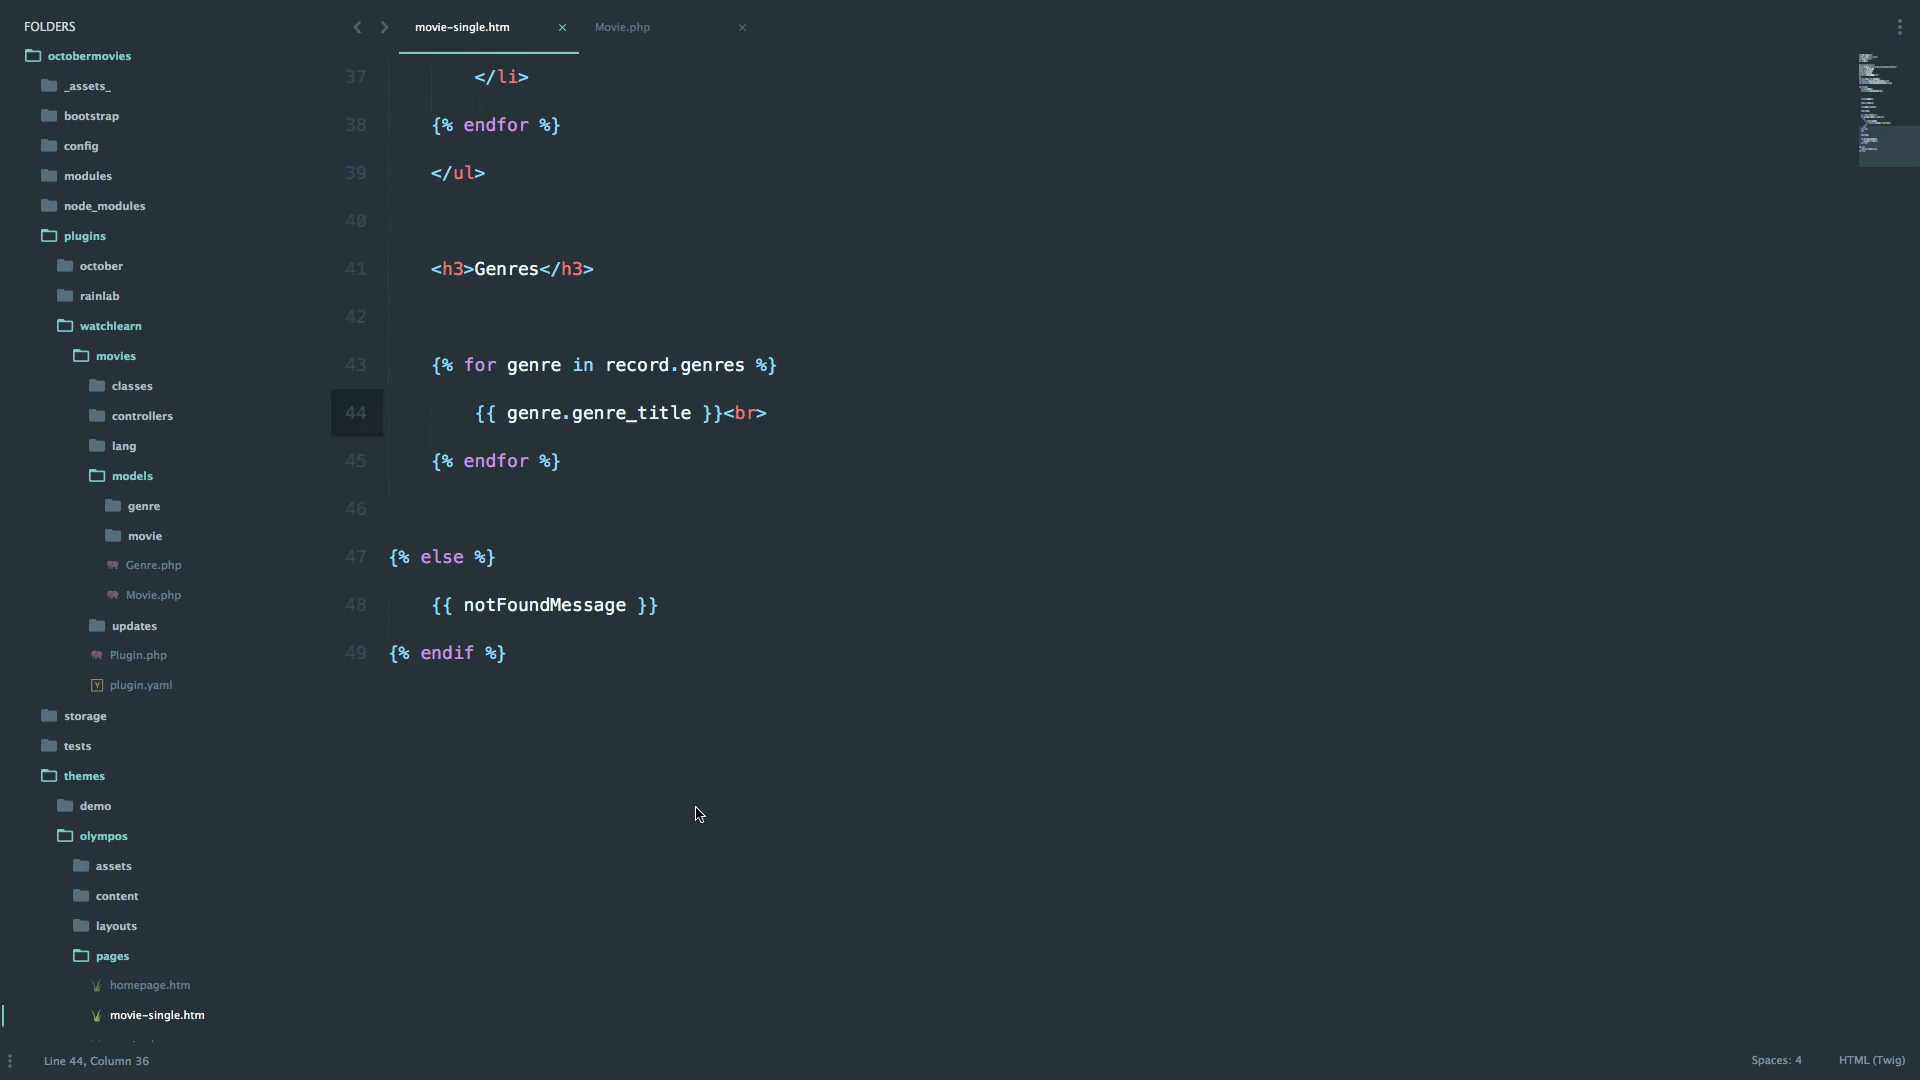 FOLDERS
octobermovies
_assets_
bootstrap
config
modules
node_modules
plugins
october
rainlab
watchlearn
movies
classes
controllers
lang
models
genre
movie
Genre.php
Movie.php
updates
Plugin.php
plugin.yaml
storage
tests
themes
demo
olympos
assets
content
layouts
pages
homepage.htm
movie-single.htm
movie-single.htm × Movie.php ×
37 </li>
38 {% endfor %}
39 </ul>
40
41 <h3>Genres</h3>
42
43 {% for genre in record.genres %}
44 {{ genre.genre_title }}<br>
45 {% endfor %}
46
47 {% else %}
48 {{ notFoundMessage }}
49 {% endif %}
Line 44, Column 36
Spaces: 4
HTML (Twig)